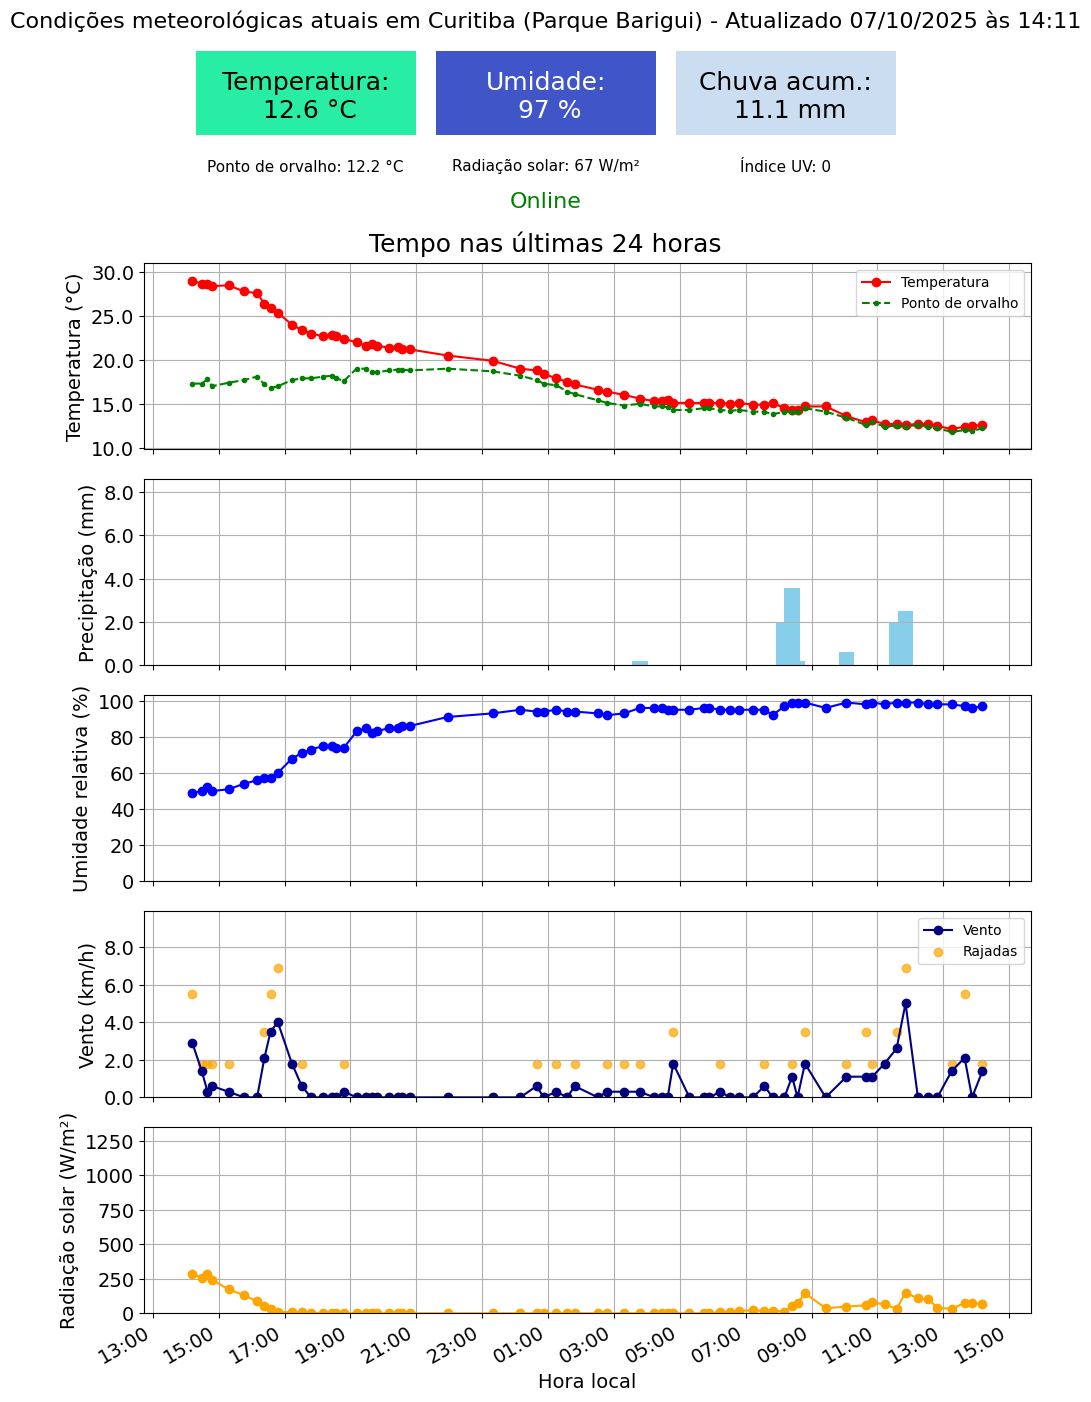 Condições meteorológicas atuais em Curitiba (Parque Barigui) - Atualizado 07/10/2025 às 14:11
Temperatura:
12.6 °C
Umidade:
97 %
Chuva acum.:
11.1 mm
Ponto de orvalho: 12.2 °C
Radiação solar: 67 W/m²
Índice UV: 0
Online
Tempo nas últimas 24 horas
Temperatura (°C)
30.0
25.0
20.0
15.0
10.0
Temperatura
Ponto de orvalho
Precipitação (mm)
8.0
6.0
4.0
2.0
0.0
Umidade relativa (%)
100
80
60
40
20
0
Vento (km/h)
8.0
6.0
4.0
2.0
0.0
Vento
Rajadas
Radiação solar (W/m²)
1250
1000
750
500
250
0
13:00
15:00
17:00
19:00
21:00
23:00
01:00
03:00
05:00
07:00
09:00
11:00
13:00
15:00
Hora local